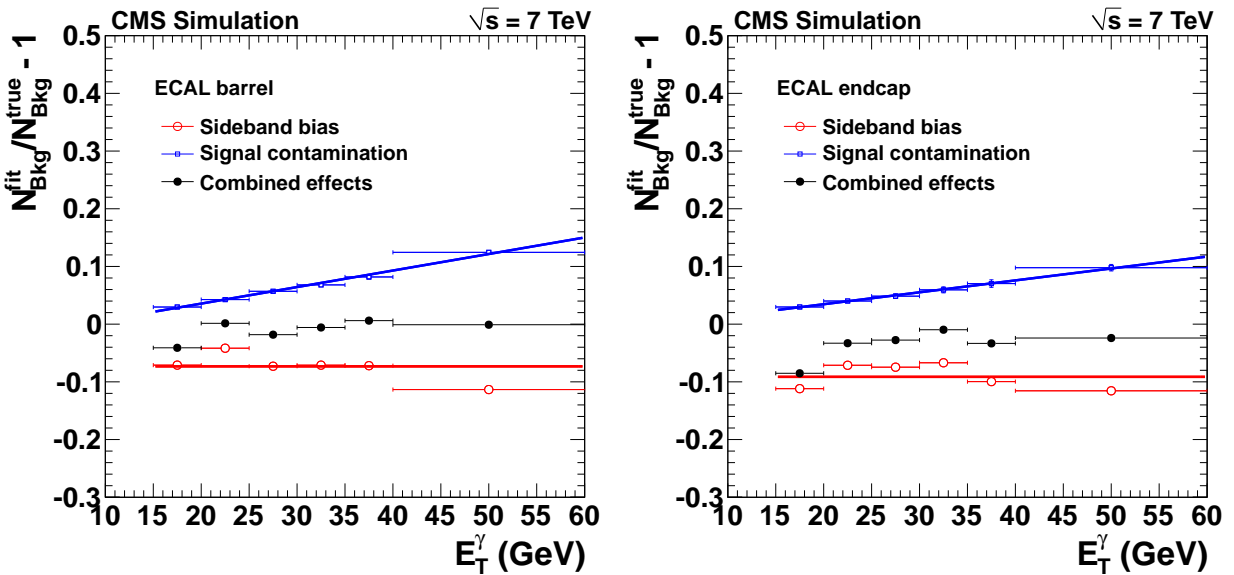 CMS Simulation √s = 7 TeV
N^fit_Bkg/N^true_Bkg - 1
0.5
0.4
0.3
0.2
0.1
0
-0.1
-0.2
-0.3
ECAL barrel
Sideband bias
Signal contamination
Combined effects
10 15 20 25 30 35 40 45 50 55 60
E_T^γ (GeV)
CMS Simulation √s = 7 TeV
N^fit_Bkg/N^true_Bkg - 1
0.5
0.4
0.3
0.2
0.1
0
-0.1
-0.2
-0.3
ECAL endcap
Sideband bias
Signal contamination
Combined effects
10 15 20 25 30 35 40 45 50 55 60
E_T^γ (GeV)